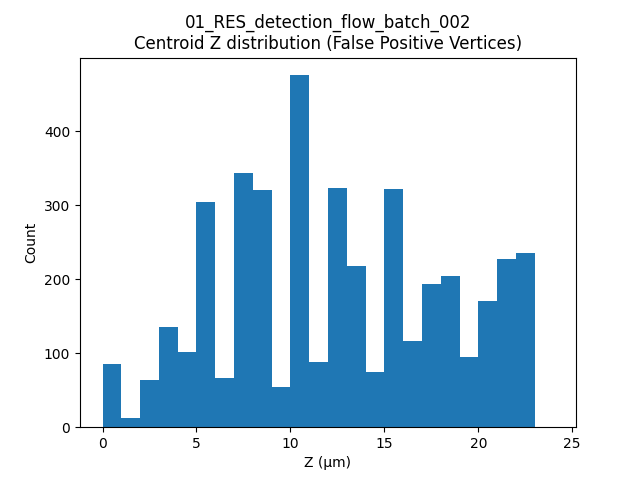 01_RES_detection_flow_batch_002
Centroid Z distribution (False Positive Vertices)
400
300
200
100
0
Count
0 5 10 15 20 25
Z (µm)